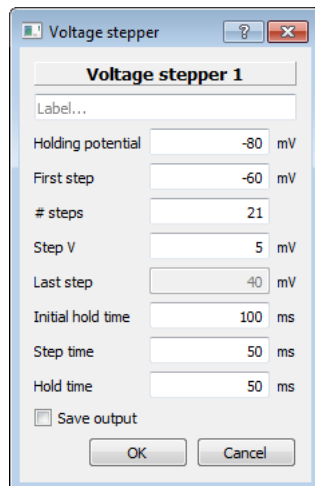 Voltage stepper
Voltage stepper 1
Label...
Holding potential -80 mV
First step -60 mV
# steps 21
Step V 5 mV
Last step 40 mV
Initial hold time 100 ms
Step time 50 ms
Hold time 50 ms
Save output
OK Cancel